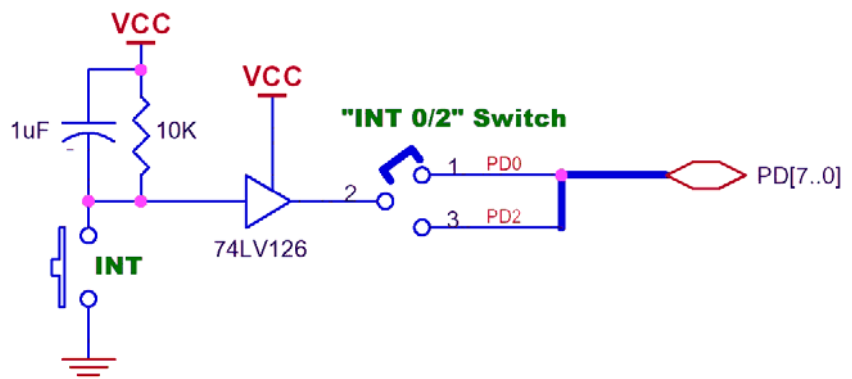 VCC
VCC
"INT 0/2" Switch
1uF
10K
1
PD0
PD[7..0]
2
3
PD2
74LV126
INT